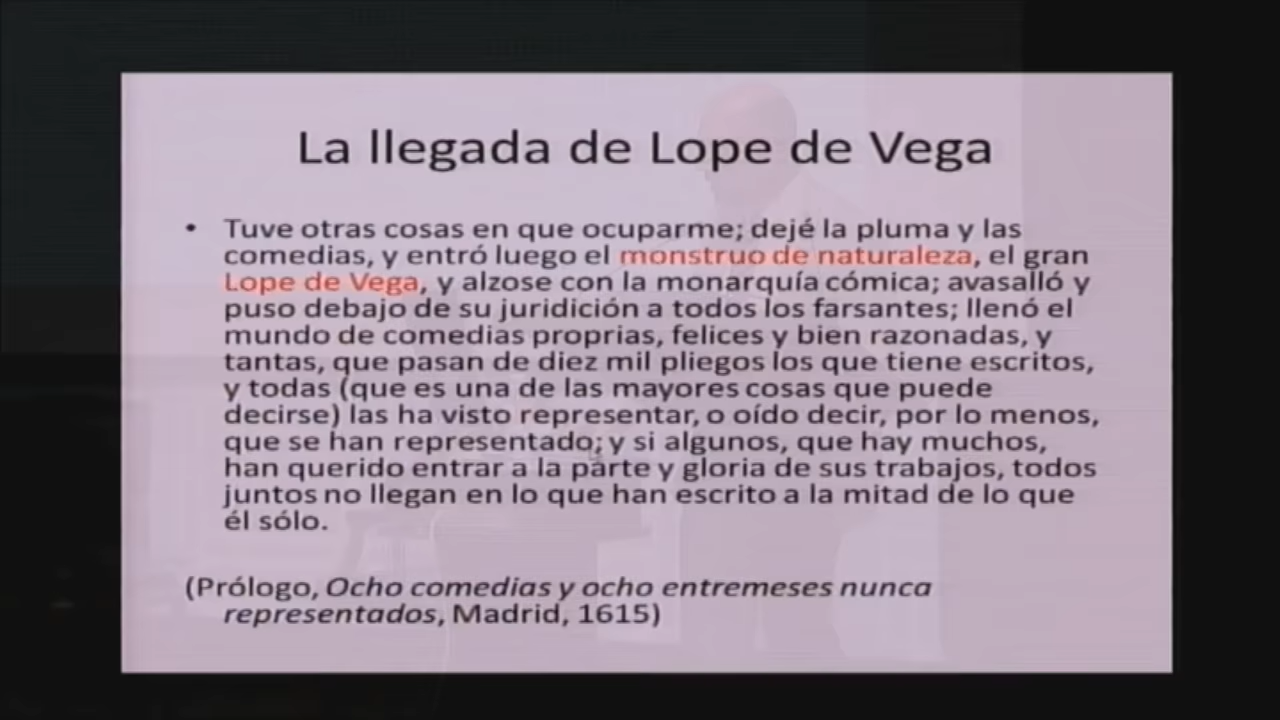 La llegada de Lope de Vega
• Tuve otras cosas en que ocuparme; dejé la pluma y las
comedias, y entró luego el monstruo de naturaleza, el gran
Lope de Vega, y alzose con la monarquía cómica; avasalló y
puso debajo de su juridición a todos los farsantes; llenó el
mundo de comedias proprias, felices y bien razonadas, y
tantas, que pasan de diez mil pliegos los que tiene escritos,
y todas (que es una de las mayores cosas que puede
decirse) las ha visto representar, o oído decir, por lo menos,
que se han representado; y si algunos, que hay muchos,
han querido entrar a la parte y gloria de sus trabajos, todos
juntos no llegan en lo que han escrito a la mitad de lo que
él sólo.
(Prólogo, Ocho comedias y ocho entremeses nunca
representados, Madrid, 1615)